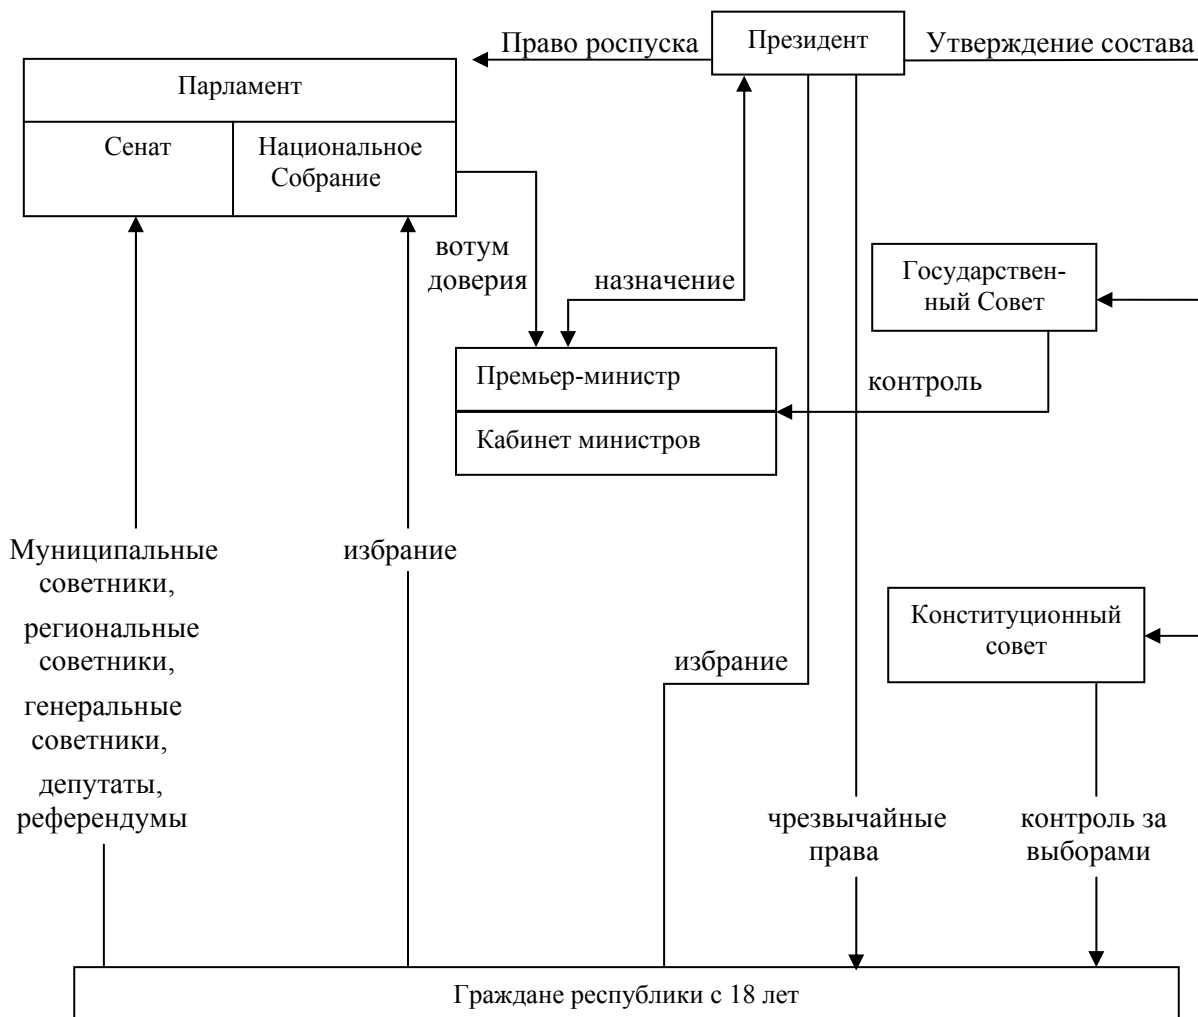 Право роспуска
Президент
Утверждение состава
Парламент
Сенат
Национальное
Собрание
вотум
доверия
назначение
Государствен-
ный Совет
Премьер-министр
контроль
Кабинет министров
Муниципальные
советники,
региональные
советники,
генеральные
советники,
депутаты,
референдумы
избрание
избрание
Конституционный
совет
чрезвычайные
права
контроль за
выборами
Граждане республики с 18 лет